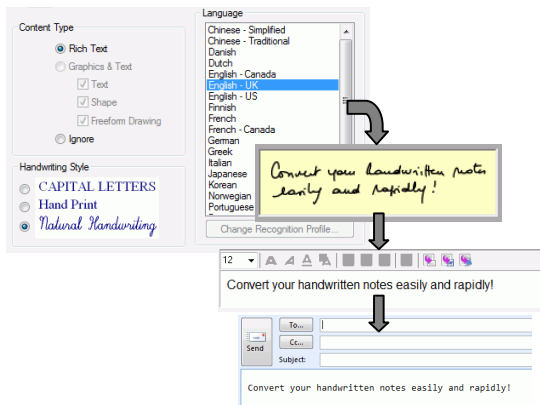 Content Type
Rich Text
Graphics & Text
Text
Shape
Freeform Drawing
Ignore
Handwriting Style
CAPITAL LETTERS
Hand Print
Natural Handwriting
Language
Chinese - Simplified
Chinese - Traditional
Danish
Dutch
English - Canada
English - UK
English - US
Finnish
French
French - Canada
German
Greek
Italian
Japanese
Korean
Norwegian
Portuguese
Change Recognition Profile...
Convert your handwritten notes
easily and rapidly!
12
Convert your handwritten notes easily and rapidly!
To...
Cc...
Send
Subject:
Convert your handwritten notes easily and rapidly!